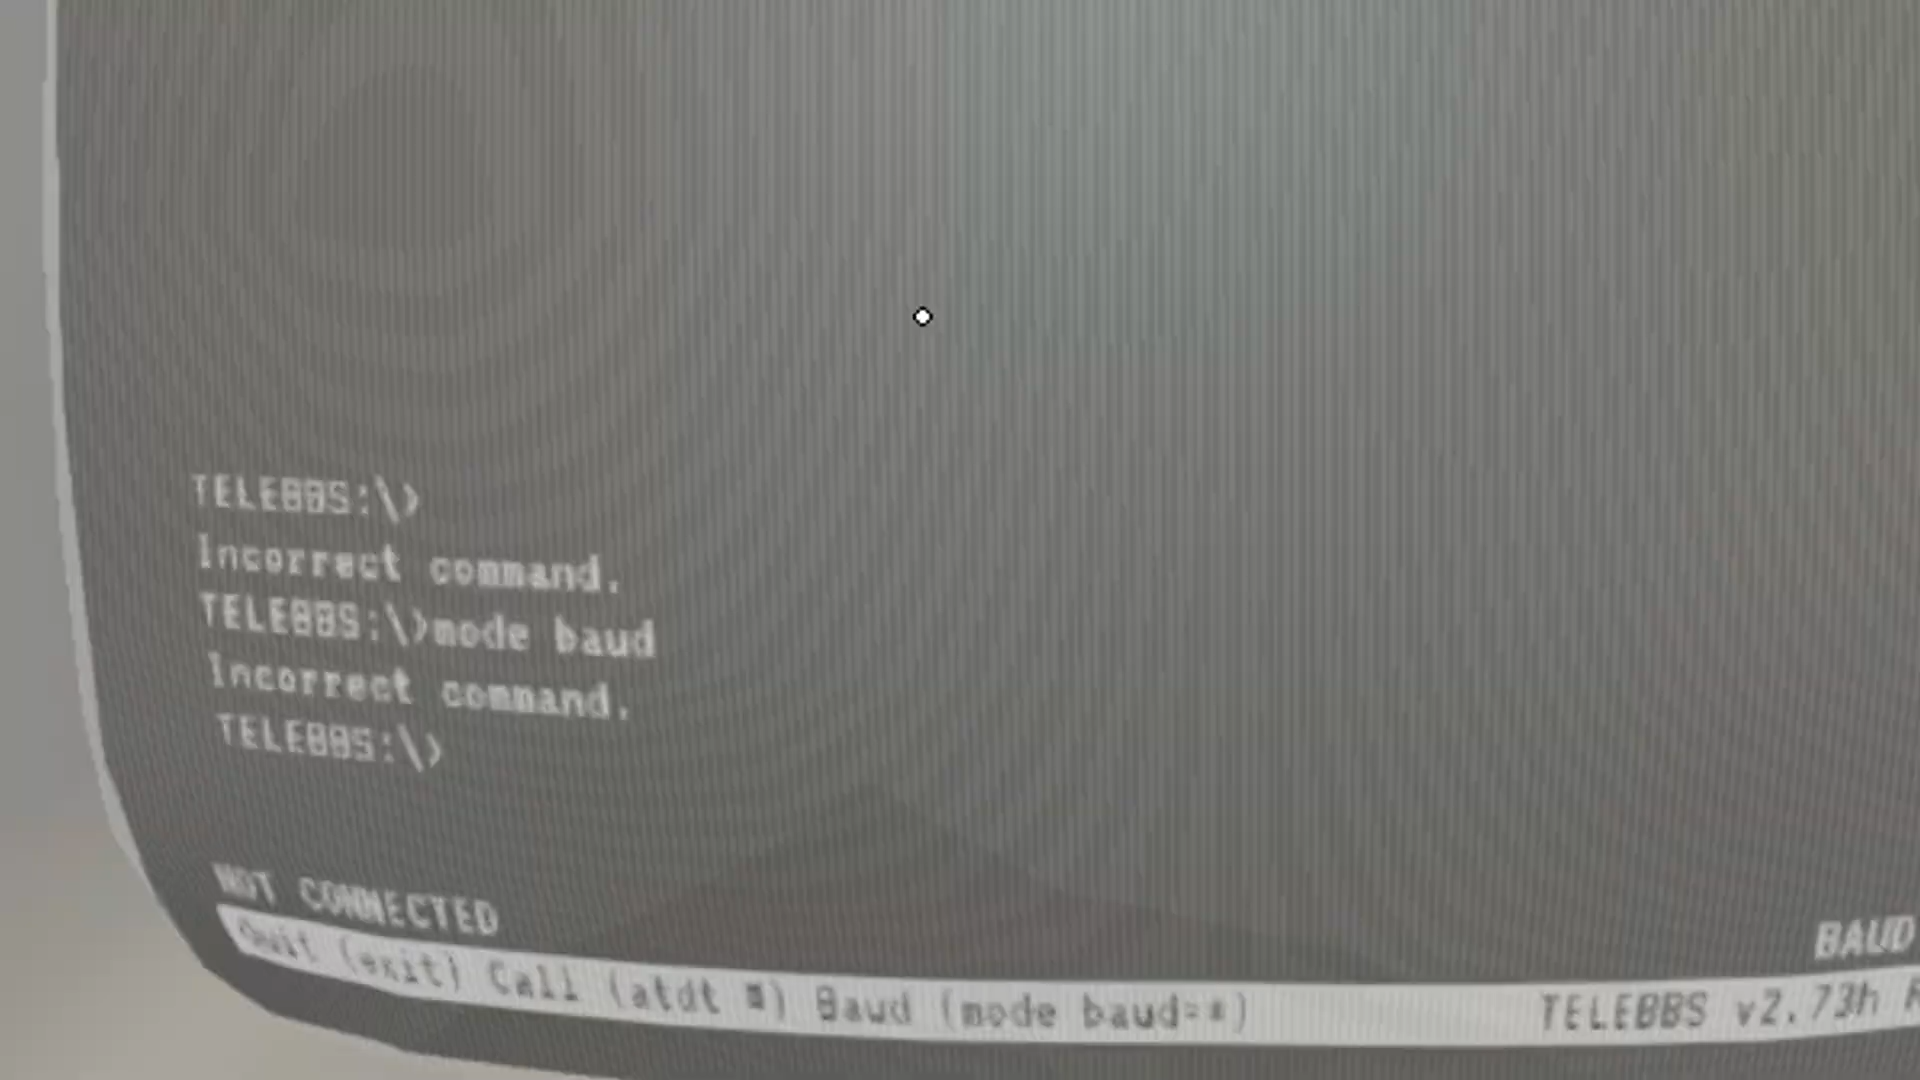 TELEBBS:\>
Incorrect command.
TELEBBS:\>mode baud
Incorrect command.
TELEBBS:\>
NOT CONNECTED
BAUD
Quit (exit) Call (atdt #) Baud (mode baud=*)
TELEBBS v2.73h